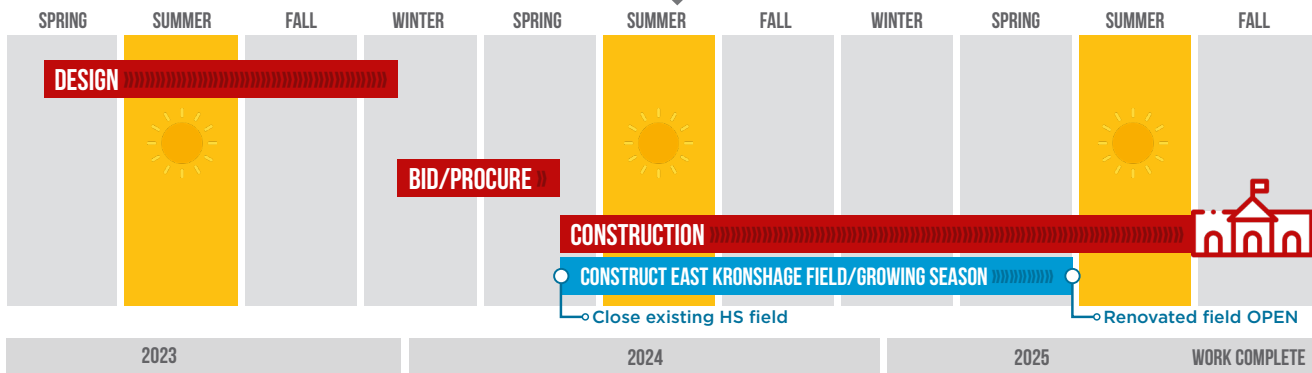 SPRING SUMMER FALL WINTER SPRING SUMMER FALL WINTER SPRING SUMMER FALL
DESIGN
BID/PROCURE
CONSTRUCTION
CONSTRUCT EAST KRONSHAGE FIELD/GROWING SEASON
Close existing HS field
Renovated field OPEN
2023 2024 2025 WORK COMPLETE